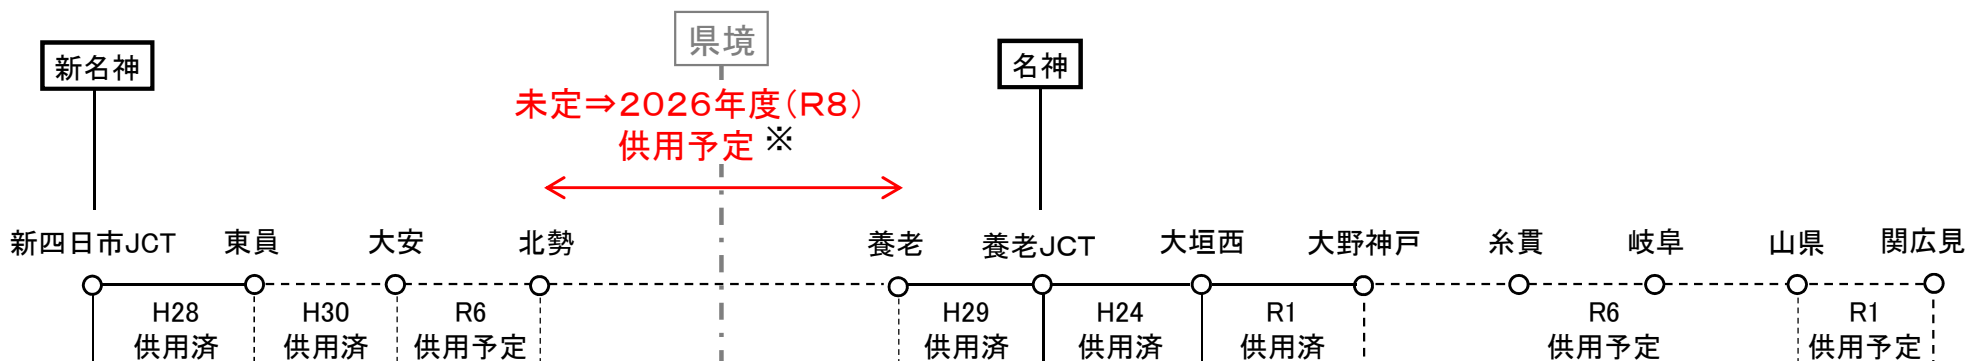 県境
新名神
名神
未定⇒2026年度(R8)
供用予定 ※
新四日市JCT 東員 大安 北勢 養老 養老JCT 大垣西 大野神戸 糸貫 岐阜 山県 関広見
H28 H30 R6 H29 H24 R1 R6 R1
供用済 供用済 供用予定 供用済 供用済 供用済 供用予定 供用予定